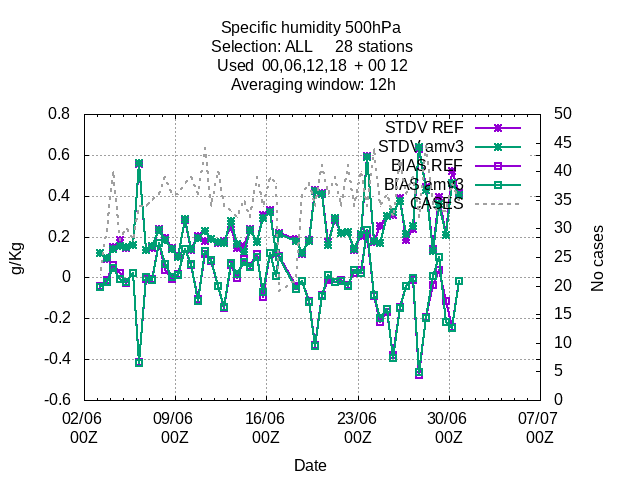 Specific humidity 500hPa
Selection: ALL 28 stations
Used 00,06,12,18 + 00 12
Averaging window: 12h
0.8
0.6
0.4
0.2
0
-0.2
-0.4
-0.6
g/Kg
50
45
40
35
30
25
20
15
10
5
0
No cases
STDV REF
STDV amv3
BIAS REF
BIAS amv3
CASES
02/06 09/06 16/06 23/06 30/06 07/07
00Z 00Z 00Z 00Z 00Z 00Z
Date